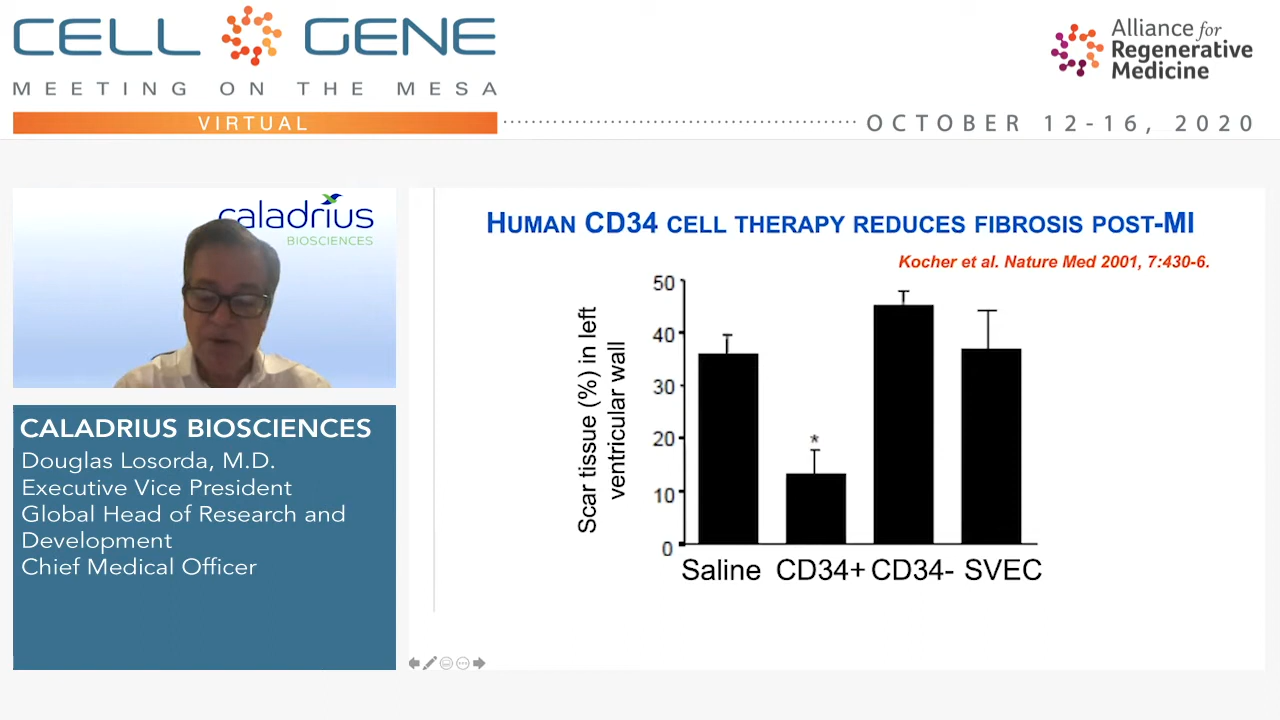 CELL GENE
MEETING ON THE MESA
VIRTUAL
Alliance for
Regenerative
Medicine
OCTOBER 12-16, 2020
caladrius
BIOSCIENCES
CALADRIUS BIOSCIENCES
Douglas Losorda, M.D.
Executive Vice President
Global Head of Research and
Development
Chief Medical Officer
HUMAN CD34 CELL THERAPY REDUCES FIBROSIS POST-MI
Kocher et al. Nature Med 2001, 7:430-6.
Scar tissue (%) in left
ventricular wall
50
40
30
20
10
0
*
Saline CD34+ CD34- SVEC